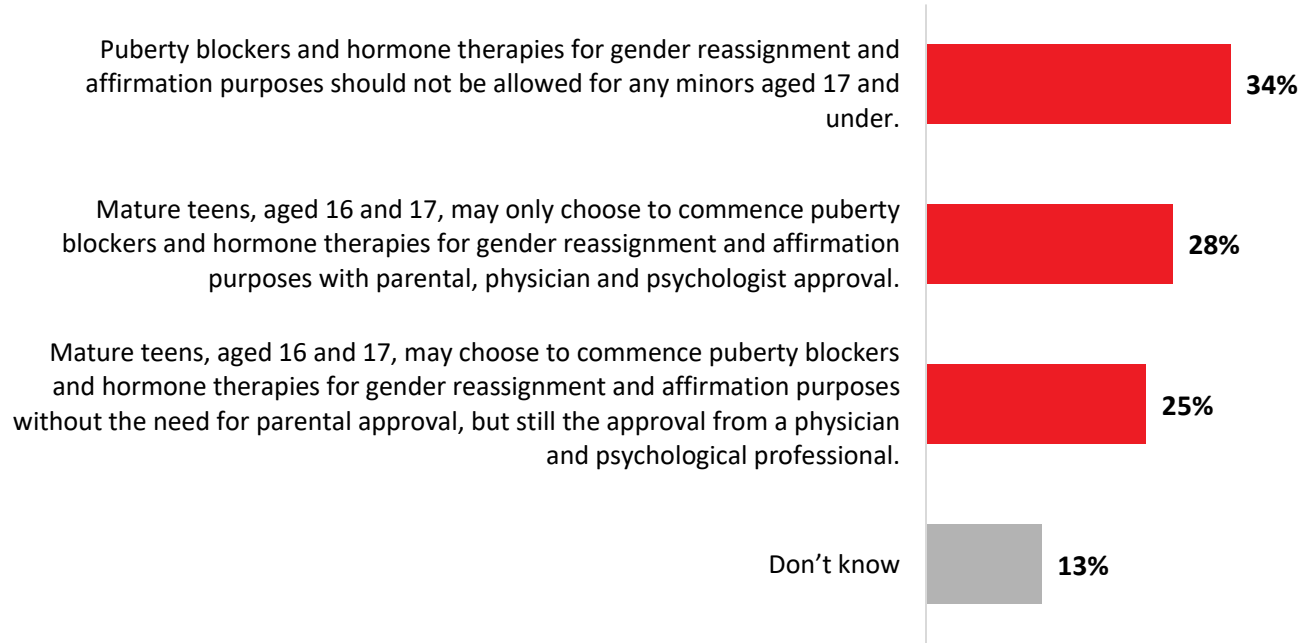 Puberty blockers and hormone therapies for gender reassignment and
affirmation purposes should not be allowed for any minors aged 17 and
under.
34%
Mature teens, aged 16 and 17, may only choose to commence puberty
blockers and hormone therapies for gender reassignment and affirmation
purposes with parental, physician and psychologist approval.
28%
Mature teens, aged 16 and 17, may choose to commence puberty blockers
and hormone therapies for gender reassignment and affirmation purposes
without the need for parental approval, but still the approval from a physician
and psychological professional.
25%
Don’t know
13%